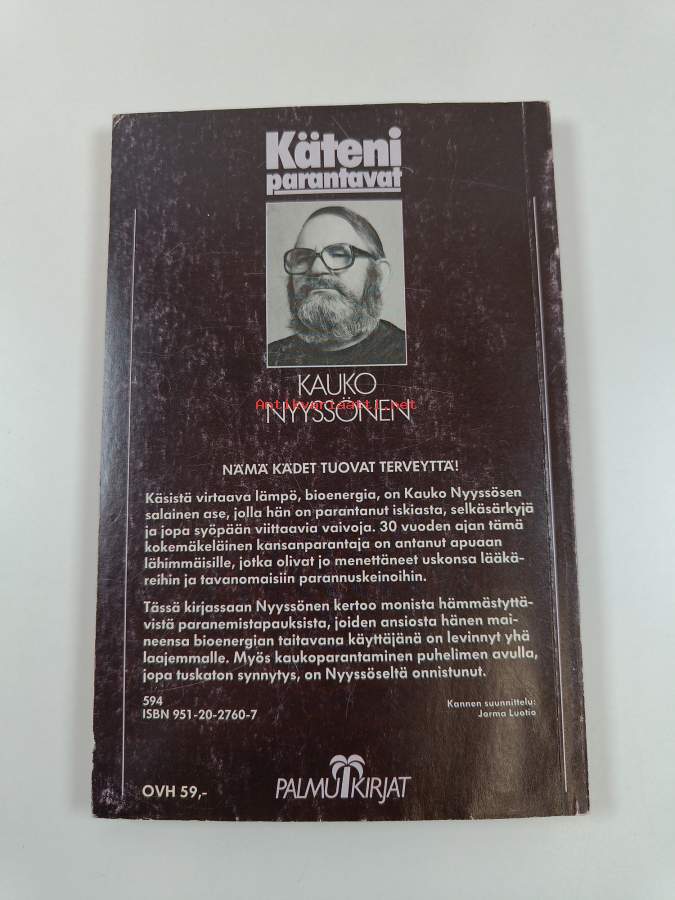 Käteni
parantavat
KAUKO
Antikvariaatti.net
NYYSSÖNEN
NÄMÄ KÄDET TUOVAT TERVEYTTÄ!
Käsistä virtaava lämpö, bioenergia, on Kauko Nyyssösen
salainen ase, jolla hän on parantanut iskiasta, selkäsärkyjä
ja jopa syöpään viittaavia vaivoja. 30 vuoden ajan tämä
kokemäkeläinen kansanparantaja on antanut apuaan
lähimmäisille, jotka olivat jo menettäneet uskonsa lääkä-
reihin ja tavanomaisiin parannuskeinoihin.
Tässä kirjassaan Nyyssönen kertoo monista hämmästyttä-
vistä paranemistapauksista, joiden ansiosta hänen mai-
neensa bioenergian taitavana käyttäjänä on levinnyt yhä
laajemmalle. Myös kaukoparantaminen puhelimen avulla,
jopa tuskaton synnytys, on Nyyssöseltä onnistunut.
594
ISBN 951-20-2760-7
Kannen suunnittelu:
Jorma Luotio
OVH 59,-
PALMUKIRJAT